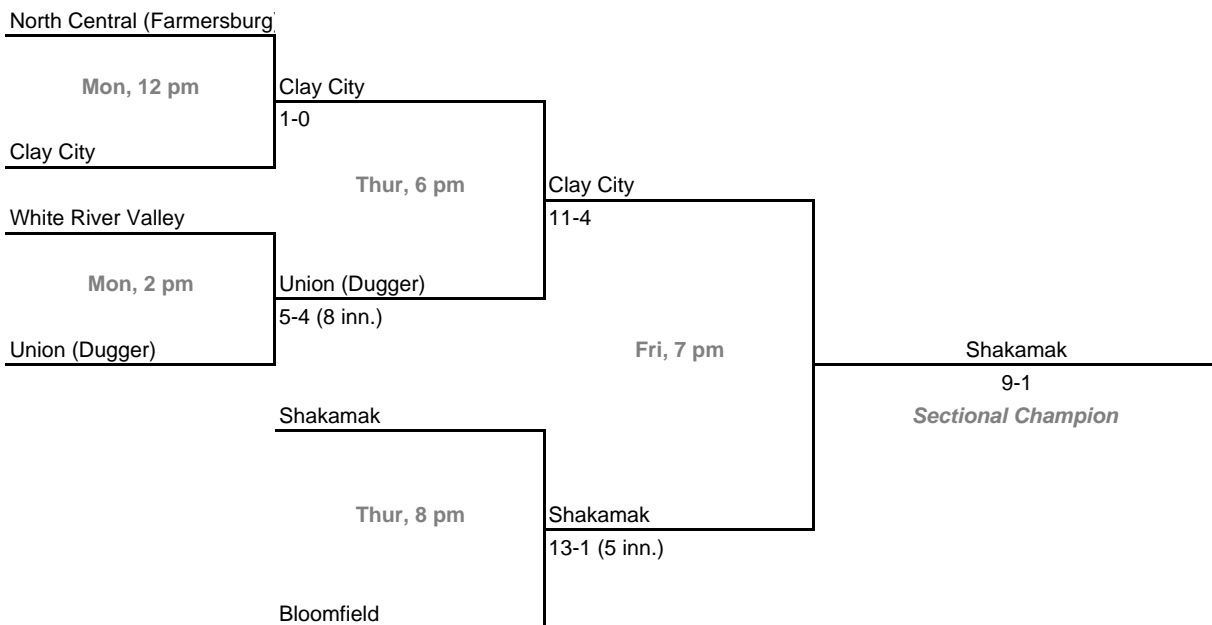 North Central (Farmersburg)
Mon, 12 pm
Clay City
1-0
Clay City
Thur, 6 pm
Clay City
11-4
White River Valley
Mon, 2 pm
Union (Dugger)
5-4 (8 inn.)
Union (Dugger)
Fri, 7 pm
Shakamak
9-1
Sectional Champion
Shakamak
Thur, 8 pm
Shakamak
13-1 (5 inn.)
Bloomfield